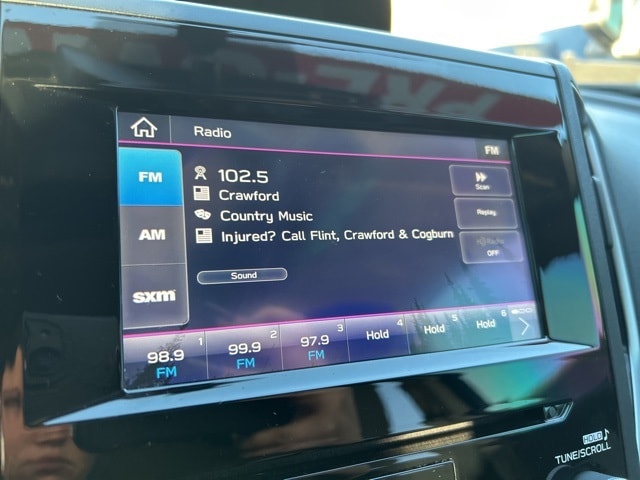 Radio
FM
FM
102.5
Scan
Crawford
Country Music
Replay
AM
Injured? Call Flint, Crawford & Cogburn
Radio
OFF
Sound
sxm
98.9 1
FM
99.9 2
FM
97.9 3
FM
Hold 4
Hold 5
Hold 6
HOLD
TUNE/SCROLL